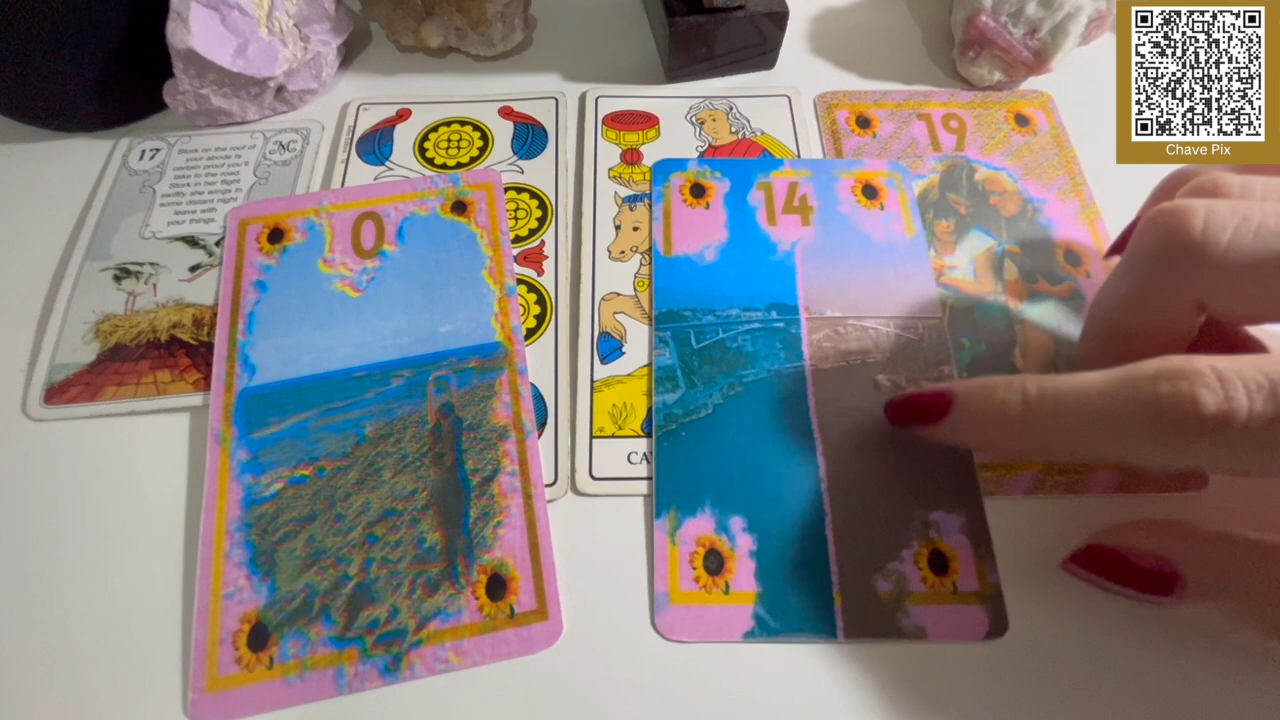 Chave Pix
17
Stork on the roof of
your abode is
certain proof you'll
take to the road.
Stork in her flight
swiftly she wings in
some distant night
leave with
your things.
19
0
14
CA